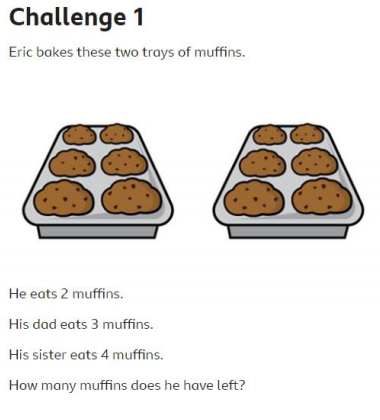 Challenge 1
Eric bakes these two trays of muffins.
He eats 2 muffins.
His dad eats 3 muffins.
His sister eats 4 muffins.
How many muffins does he have left?